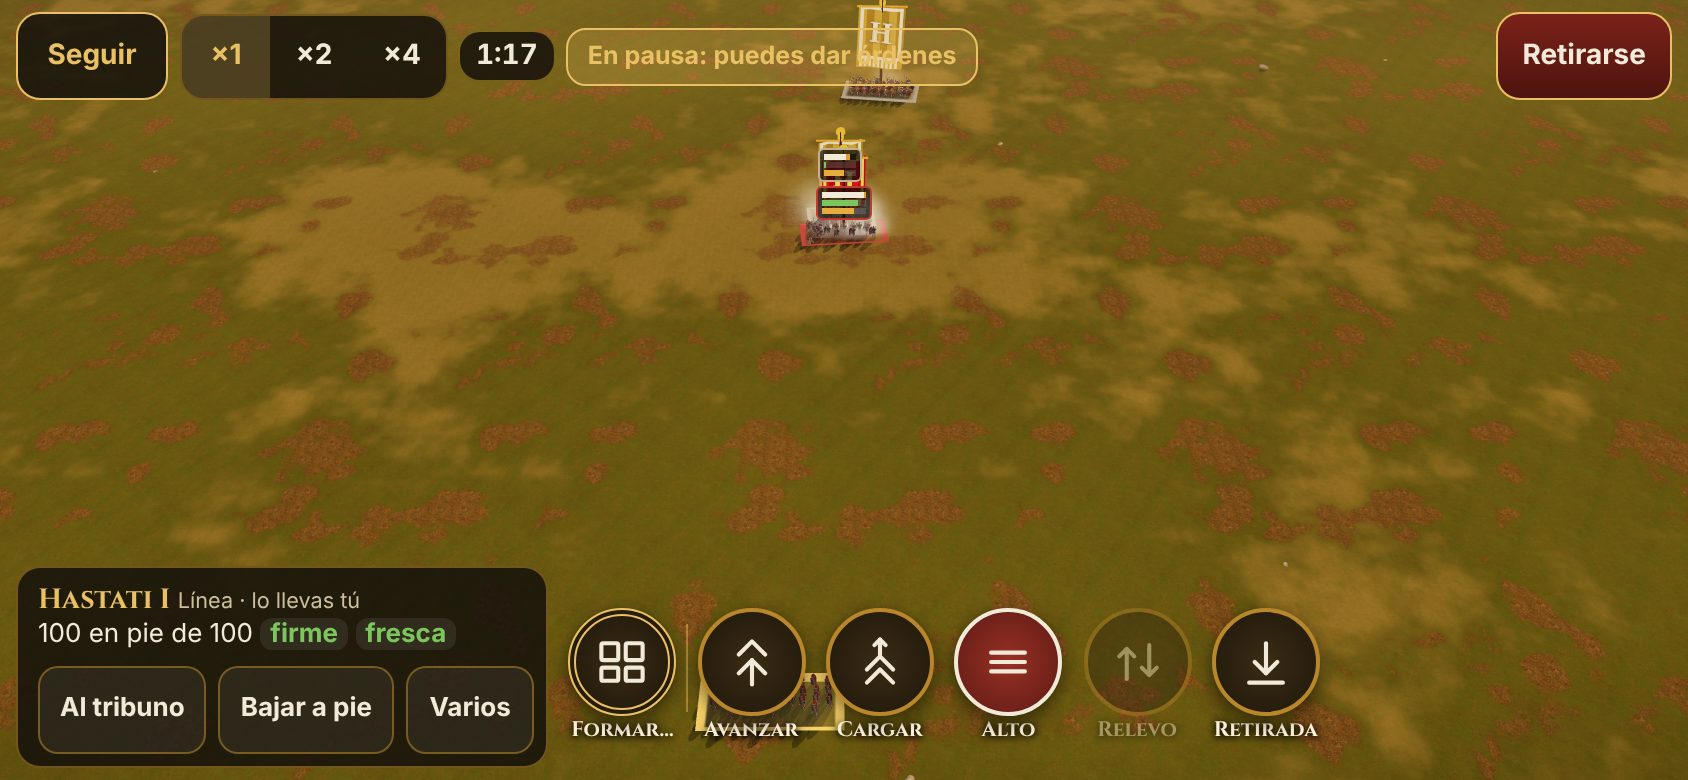 Seguir
×1
×2
×4
1:17
En pausa: puedes dar órdenes
H
Retirarse
HASTATI I Línea · lo llevas tú
100 en pie de 100 firme fresca
Al tribuno
Bajar a pie
Varios
FORMAR...
AVANZAR
CARGAR
ALTO
RELEVO
RETIRADA